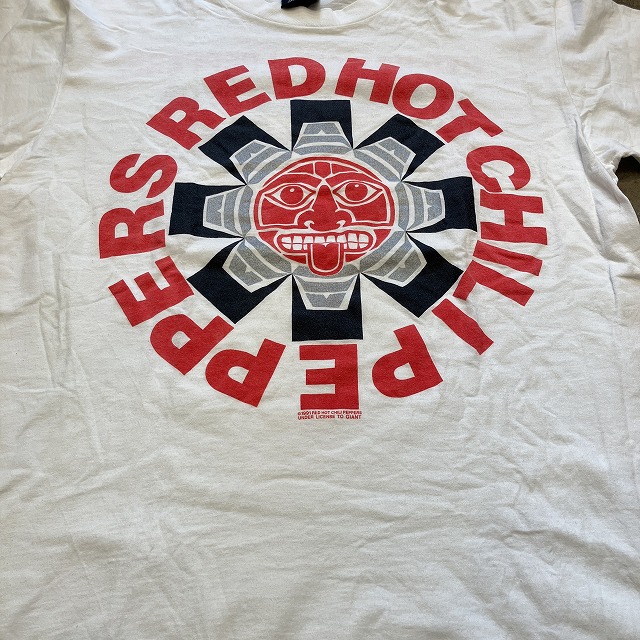 RED HOT CHILI PEPPERS
©1991 RED HOT CHILI PEPPERS
UNDER LICENSE TO GIANT